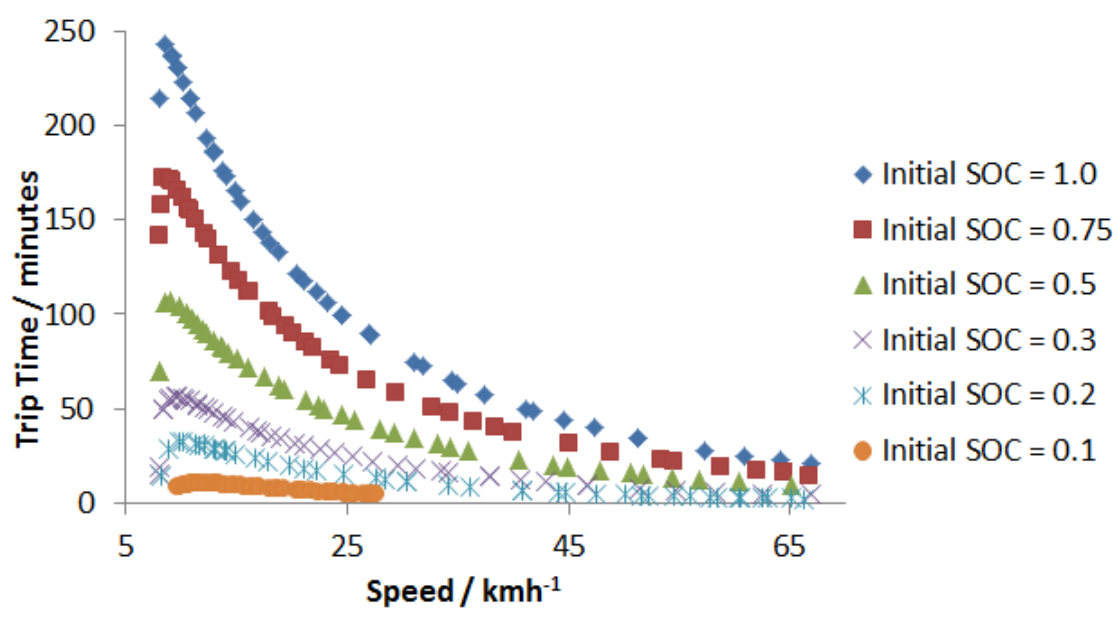 250
200
150
100
50
0
Trip Time / minutes
5
25
45
65
Speed / kmh-1
Initial SOC = 1.0
Initial SOC = 0.75
Initial SOC = 0.5
Initial SOC = 0.3
Initial SOC = 0.2
Initial SOC = 0.1